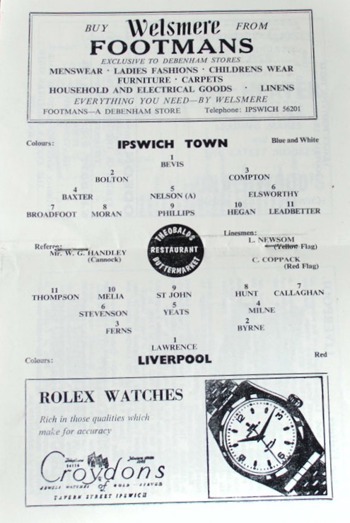 BUY Welsmere FROM
FOOTMANS
EXCLUSIVE TO DEBENHAM STORES
MENSWEAR · LADIES FASHIONS · CHILDRENS WEAR
FURNITURE · CARPETS
HOUSEHOLD AND ELECTRICAL GOODS · LINENS
EVERYTHING YOU NEED—BY WELSMERE
FOOTMANS—A DEBENHAM STORE Telephone: IPSWICH 56201
Colours: IPSWICH TOWN Blue and White
1
BEVIS
2 3
BOLTON COMPTON
4 5 6
BAXTER NELSON (A) ELSWORTHY
7 8 9 10 11
BROADFOOT MORAN PHILLIPS HEGAN LEADBETTER
Referee:
Mr. W. G. HANDLEY
(Cannock)
THEOBALDS
RESTAURANT
BUTTERMARKET
Linesmen:
L. NEWSOM
(Yellow Flag)
C. COPPACK
(Red Flag)
11 10 9 8 7
THOMPSON MELIA ST JOHN HUNT CALLAGHAN
6 5 4
STEVENSON YEATS MILNE
3 2
FERNS BYRNE
1
LAWRENCE
Colours: LIVERPOOL Red
ROLEX WATCHES
Rich in those qualities which
make for accuracy
Croydons
TAVERN STREET IPSWICH